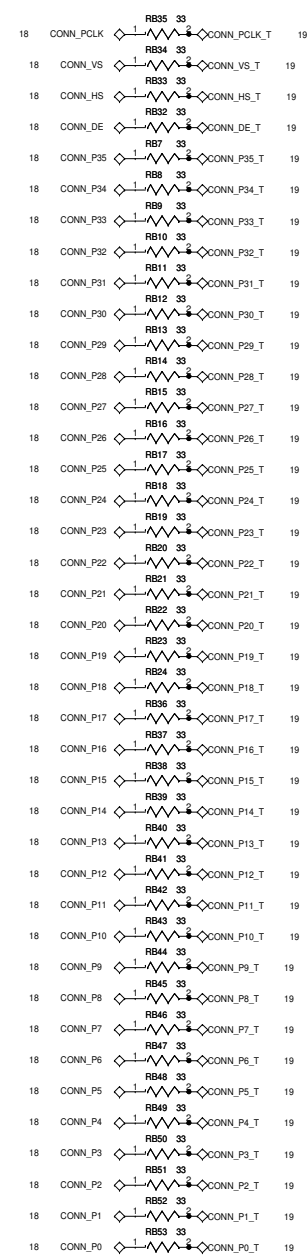 RB35 33
18 CONN_PCLK 1 2 CONN_PCLK_T 19
RB34 33
18 CONN_VS 1 2 CONN_VS_T 19
RB33 33
18 CONN_HS 1 2 CONN_HS_T 19
RB32 33
18 CONN_DE 1 2 CONN_DE_T 19
RB7 33
18 CONN_P35 1 2 CONN_P35_T 19
RB8 33
18 CONN_P34 1 2 CONN_P34_T 19
RB9 33
18 CONN_P33 1 2 CONN_P33_T 19
RB10 33
18 CONN_P32 1 2 CONN_P32_T 19
RB11 33
18 CONN_P31 1 2 CONN_P31_T 19
RB12 33
18 CONN_P30 1 2 CONN_P30_T 19
RB13 33
18 CONN_P29 1 2 CONN_P29_T 19
RB14 33
18 CONN_P28 1 2 CONN_P28_T 19
RB15 33
18 CONN_P27 1 2 CONN_P27_T 19
RB16 33
18 CONN_P26 1 2 CONN_P26_T 19
RB17 33
18 CONN_P25 1 2 CONN_P25_T 19
RB18 33
18 CONN_P24 1 2 CONN_P24_T 19
RB19 33
18 CONN_P23 1 2 CONN_P23_T 19
RB20 33
18 CONN_P22 1 2 CONN_P22_T 19
RB21 33
18 CONN_P21 1 2 CONN_P21_T 19
RB22 33
18 CONN_P20 1 2 CONN_P20_T 19
RB23 33
18 CONN_P19 1 2 CONN_P19_T 19
RB24 33
18 CONN_P18 1 2 CONN_P18_T 19
RB36 33
18 CONN_P17 1 2 CONN_P17_T 19
RB37 33
18 CONN_P16 1 2 CONN_P16_T 19
RB38 33
18 CONN_P15 1 2 CONN_P15_T 19
RB39 33
18 CONN_P14 1 2 CONN_P14_T 19
RB40 33
18 CONN_P13 1 2 CONN_P13_T 19
RB41 33
18 CONN_P12 1 2 CONN_P12_T 19
RB42 33
18 CONN_P11 1 2 CONN_P11_T 19
RB43 33
18 CONN_P10 1 2 CONN_P10_T 19
RB44 33
18 CONN_P9 1 2 CONN_P9_T 19
RB45 33
18 CONN_P8 1 2 CONN_P8_T 19
RB46 33
18 CONN_P7 1 2 CONN_P7_T 19
RB47 33
18 CONN_P6 1 2 CONN_P6_T 19
RB48 33
18 CONN_P5 1 2 CONN_P5_T 19
RB49 33
18 CONN_P4 1 2 CONN_P4_T 19
RB50 33
18 CONN_P3 1 2 CONN_P3_T 19
RB51 33
18 CONN_P2 1 2 CONN_P2_T 19
RB52 33
18 CONN_P1 1 2 CONN_P1_T 19
RB53 33
18 CONN_P0 1 2 CONN_P0_T 19